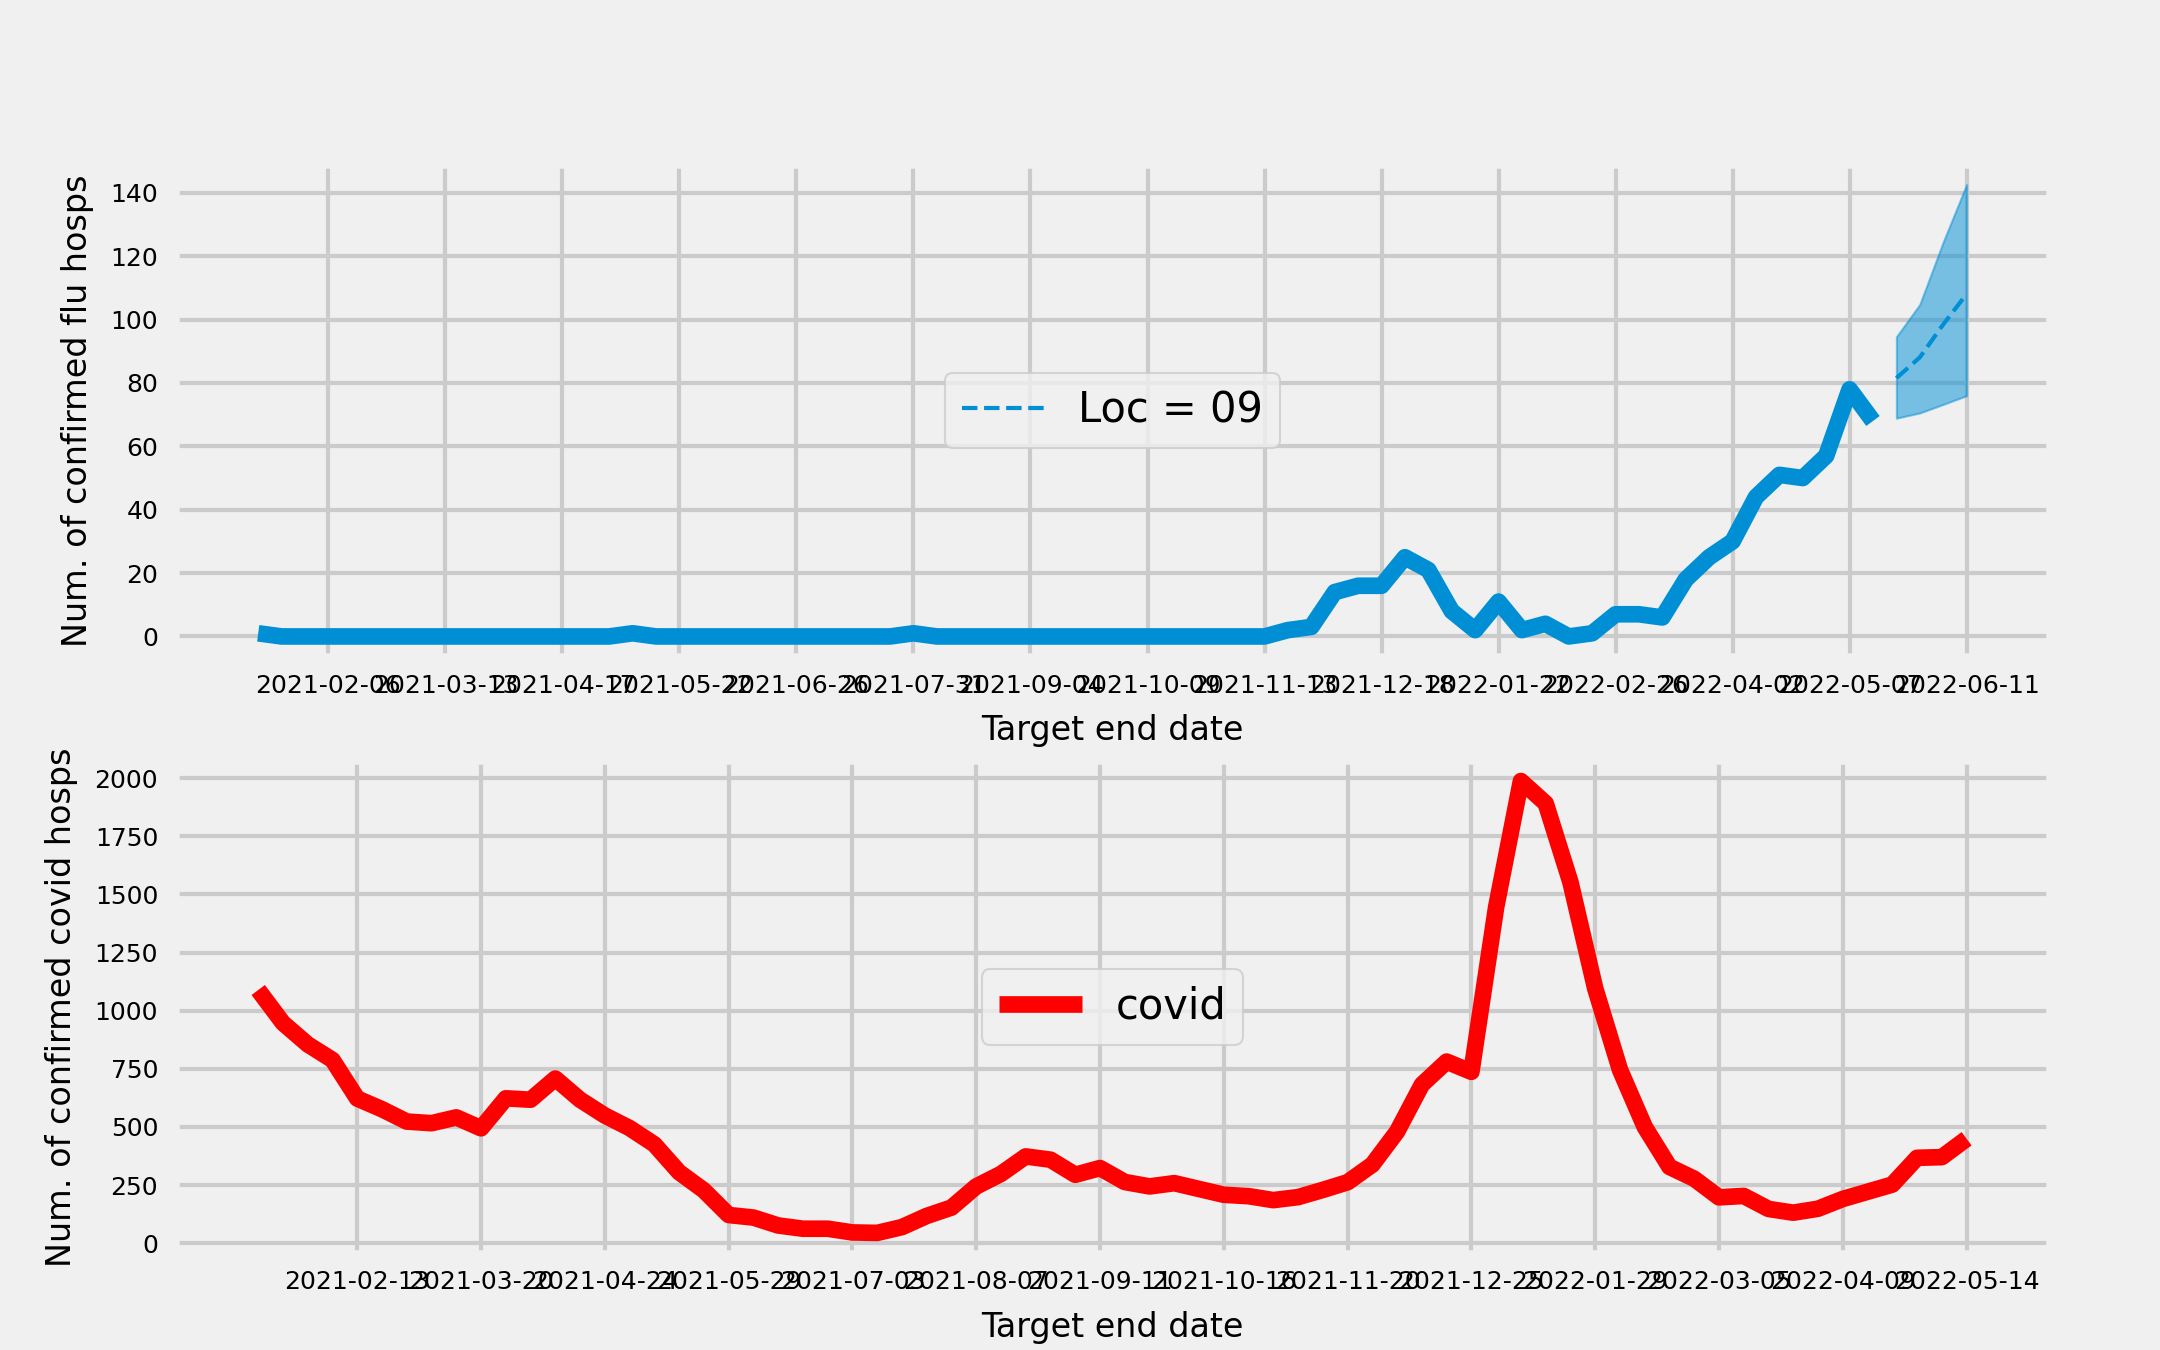 Num. of confirmed flu hosps
140
120
100
80
60
40
20
0
Loc = 09
2021-02-06 2021-03-13 2021-04-17 2021-05-22 2021-06-26 2021-07-31 2021-09-04 2021-10-09 2021-11-13 2021-12-18 2022-01-22 2022-02-26 2022-04-02 2022-05-07 2022-06-11
Target end date
Num. of confirmed covid hosps
2000
1750
1500
1250
1000
750
500
250
0
covid
2021-02-13 2021-03-20 2021-04-24 2021-05-29 2021-07-03 2021-08-07 2021-09-11 2021-10-16 2021-11-20 2021-12-25 2022-01-29 2022-03-05 2022-04-09 2022-05-14
Target end date